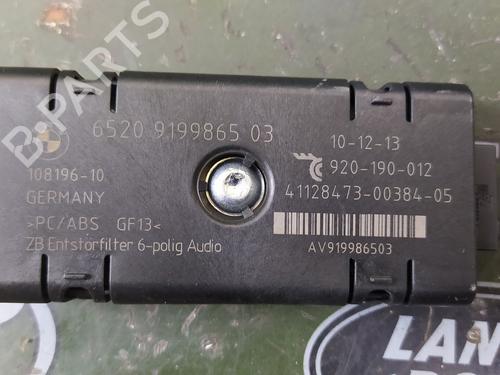 B-PARTS
6520 9199865 03
108196-10
GERMANY
>PC/ABS GF13<
ZB Entstörfilter 6-polig Audio
10-12-13
920-190-012
41128473-00384-05
AV919986503
LAN